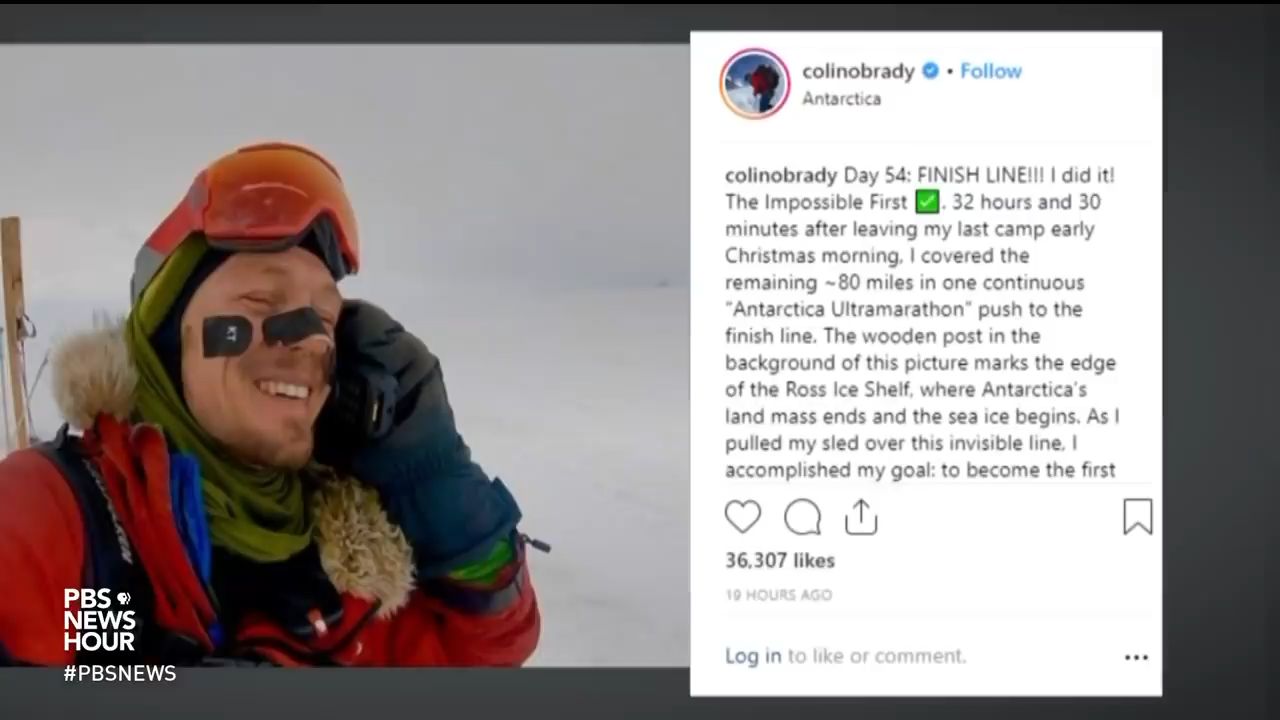 colinobrady • Follow
Antarctica
colinobrady Day 54: FINISH LINE!!! I did it!
The Impossible First ✅. 32 hours and 30
minutes after leaving my last camp early
Christmas morning, I covered the
remaining ~80 miles in one continuous
"Antarctica Ultramarathon" push to the
finish line. The wooden post in the
background of this picture marks the edge
of the Ross Ice Shelf, where Antarctica's
land mass ends and the sea ice begins. As I
pulled my sled over this invisible line, I
accomplished my goal: to become the first
36,307 likes
19 HOURS AGO
Log in to like or comment.
KT
PBS
NEWS
HOUR
#PBSNEWS